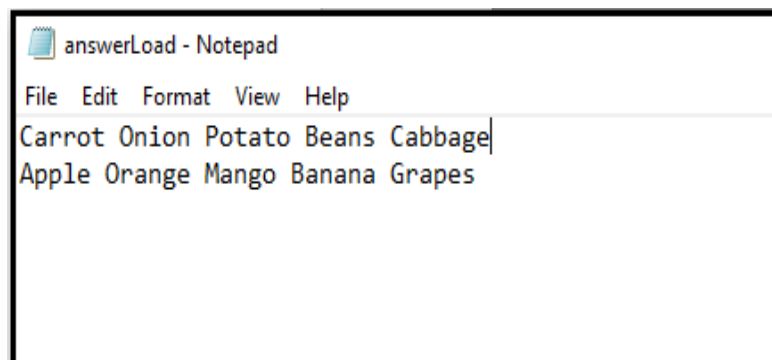 answerLoad - Notepad
File Edit Format View Help
Carrot Onion Potato Beans Cabbage
Apple Orange Mango Banana Grapes